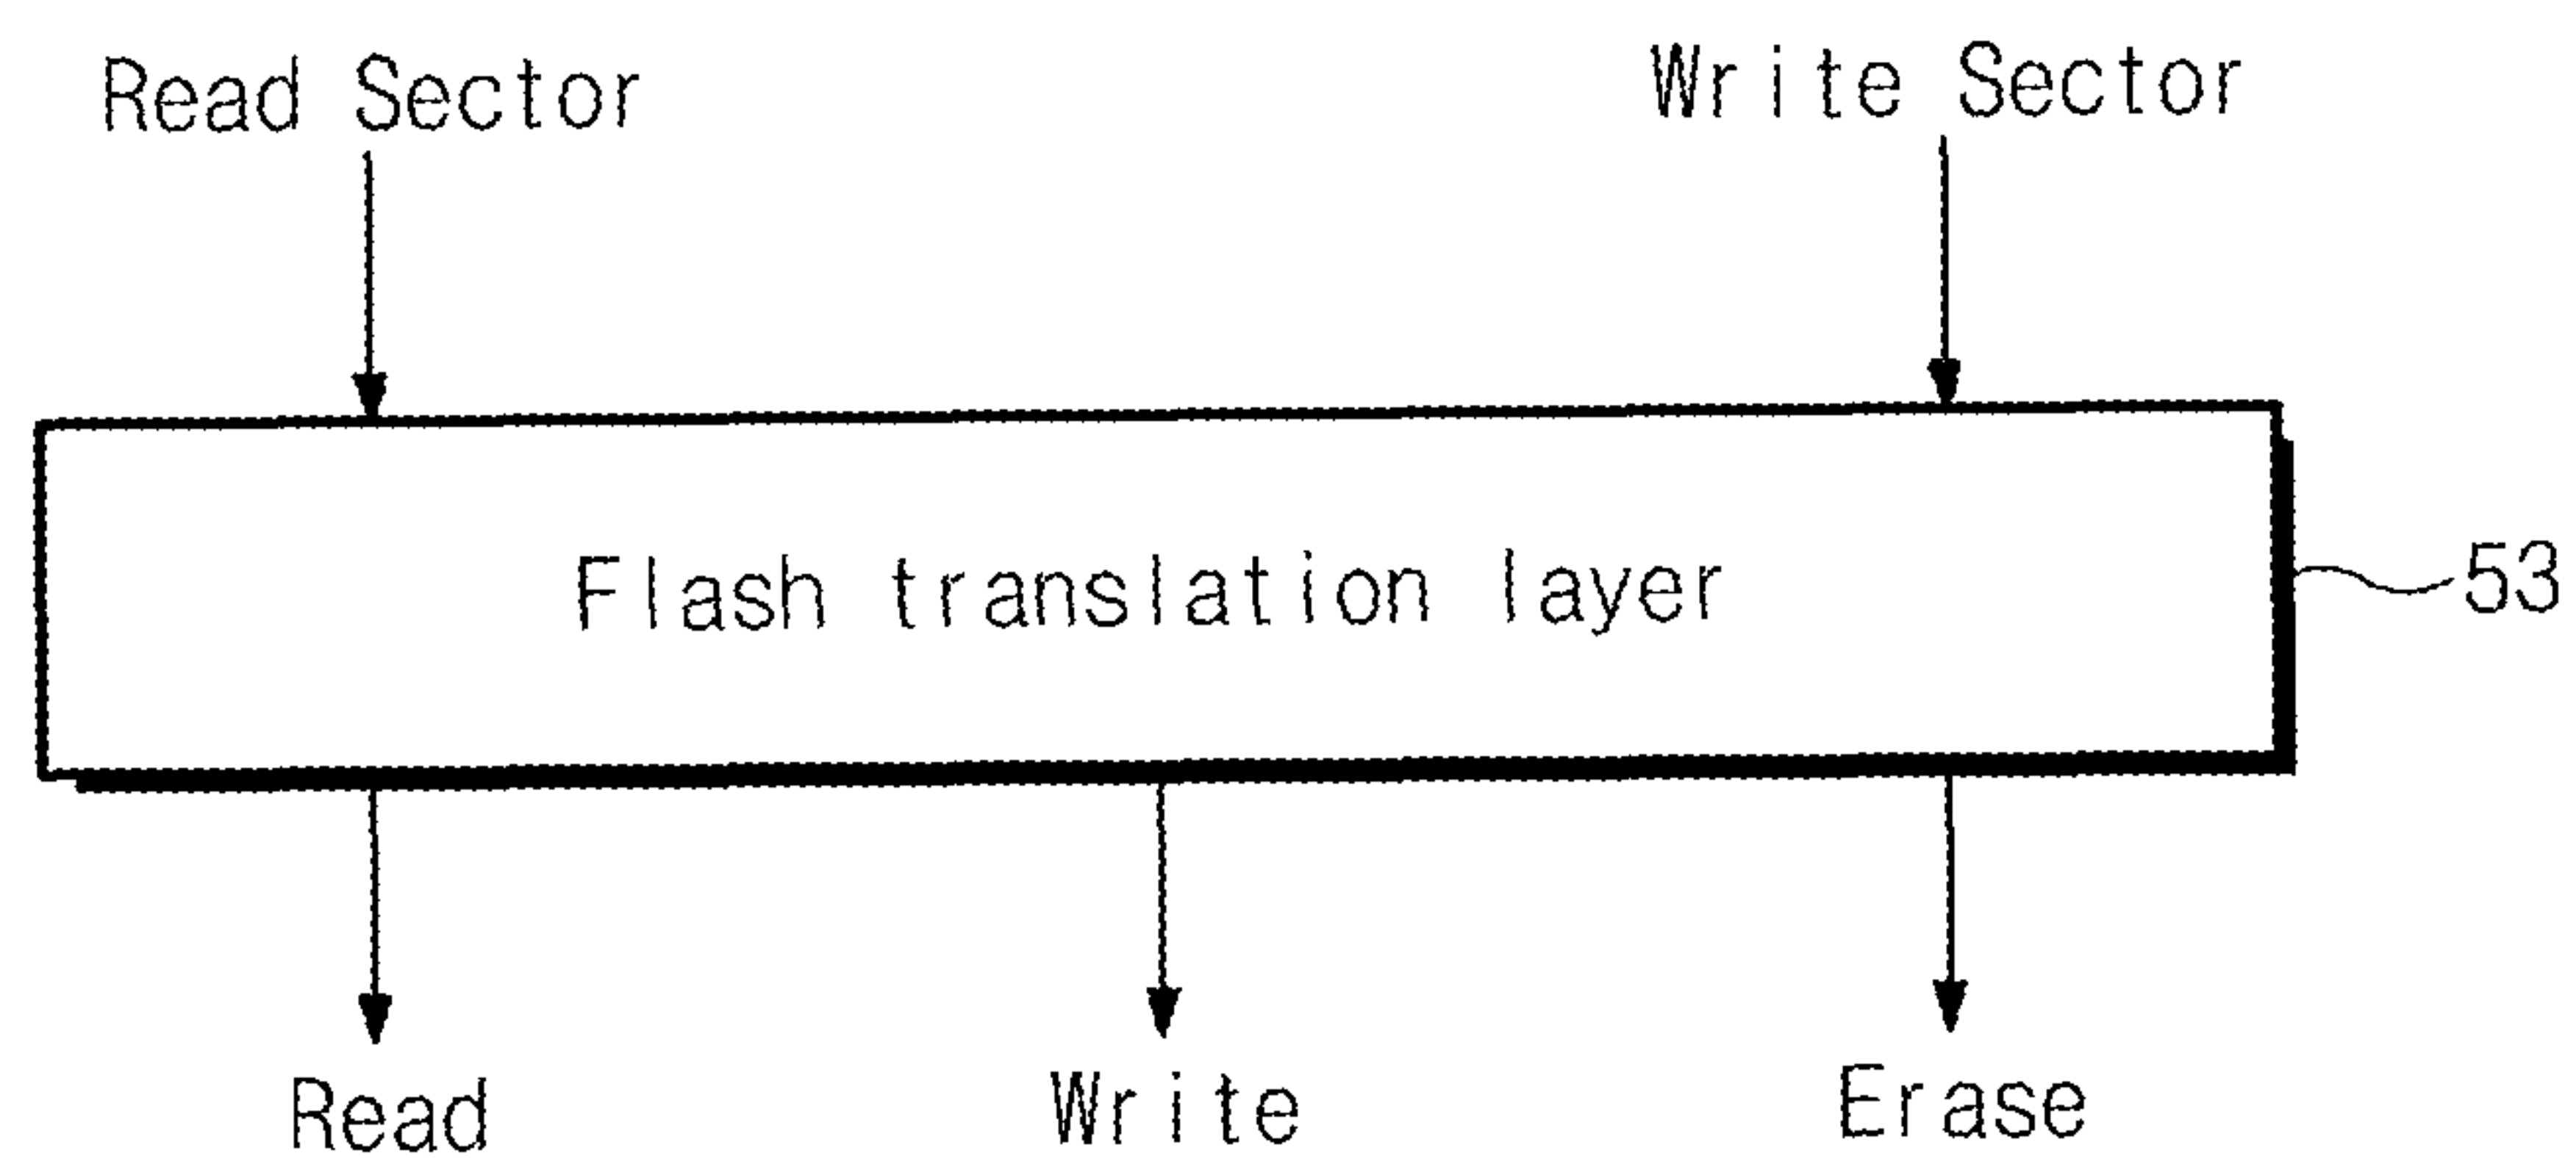 Read Sector Write Sector
Flash translation layer 53
Read Write Erase